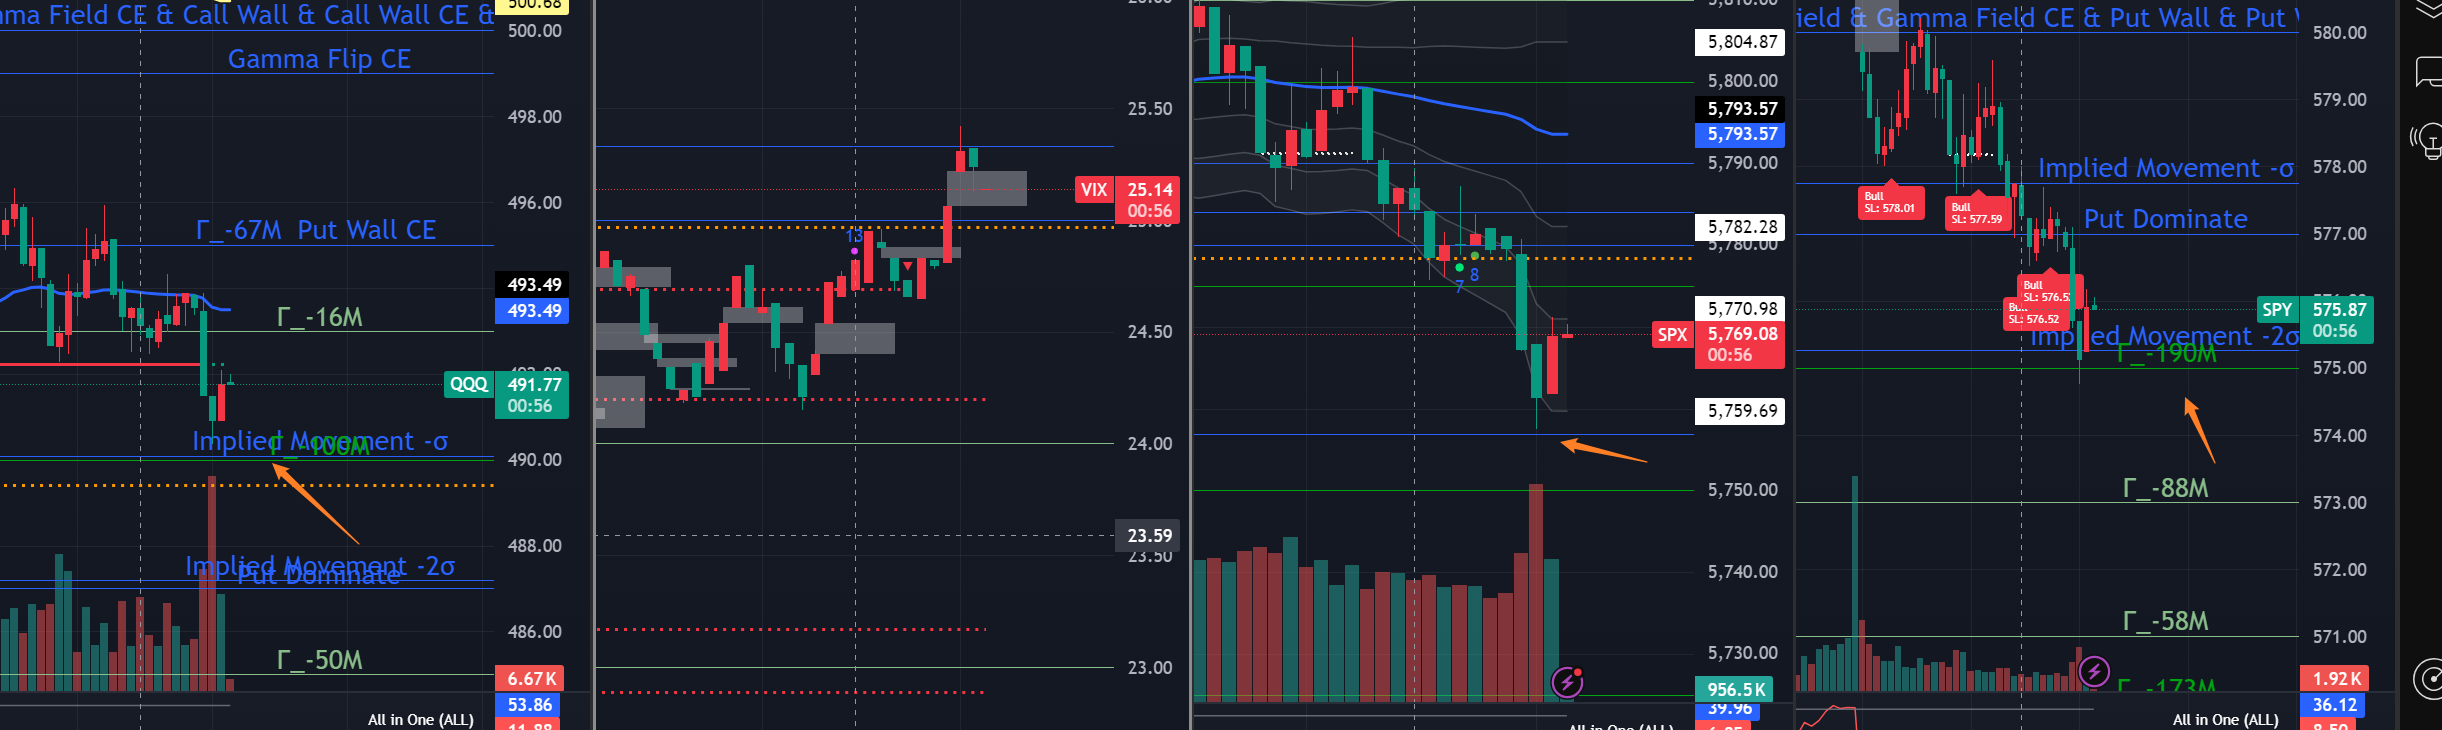 ma Field CE & Call Wall & Call Wall CE &
500.68
500.00
Gamma Flip CE
498.00
496.00
Γ_-67M Put Wall CE
493.49
493.49
Γ_-16M
QQQ
491.77
00:56
Implied Movement -σ
Γ_-100M
490.00
488.00
Implied Movement -2σ
Put Dominate
486.00
Γ_-50M
6.67K
53.86
All in One (ALL)
25.50
VIX
25.14
00:56
13
24.50
24.00
23.59
23.50
23.00
5,810.00
5,804.87
5,800.00
5,793.57
5,793.57
5,790.00
5,782.28
5,780.00
7
8
5,770.98
SPX
5,769.08
00:56
5,759.69
5,750.00
5,740.00
5,730.00
956.5K
39.96
All in One (ALL)
ield & Gamma Field CE & Put Wall & Put
580.00
579.00
578.00
Implied Movement -σ
Bull
SL: 578.01
Bull
SL: 577.59
Put Dominate
577.00
Bull
SL: 576.5
SL: 576.52
SPY
575.87
00:56
Implied Movement -2σ
Γ_-190M
575.00
574.00
Γ_-88M
573.00
572.00
Γ_-58M
571.00
Γ_-173M
1.92K
36.12
All in One (ALL)